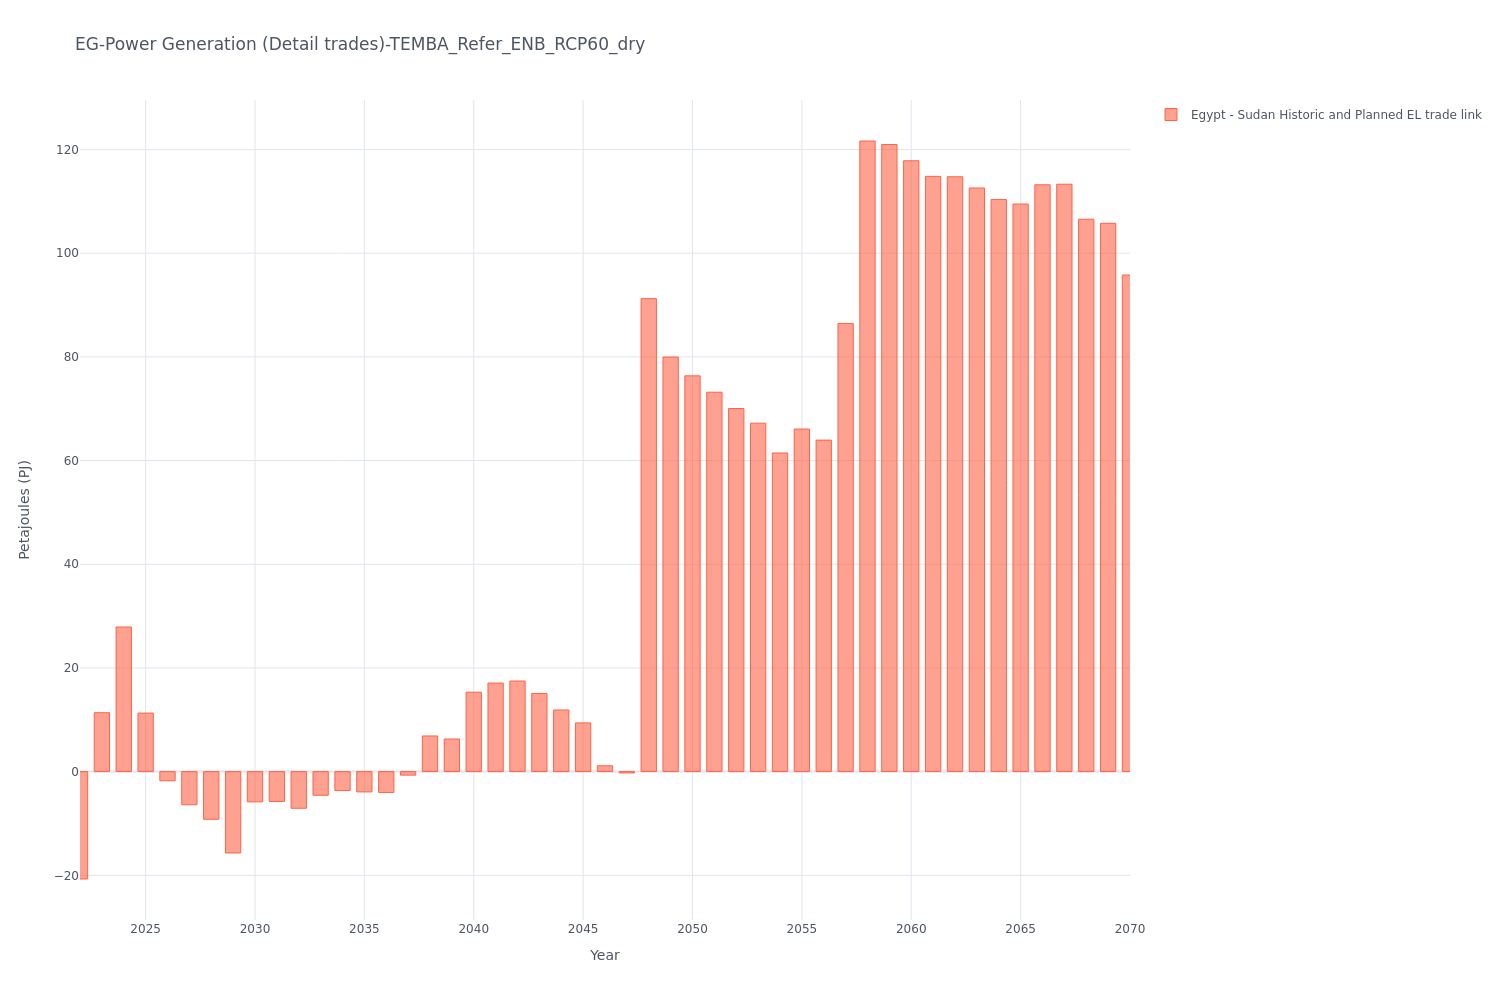 EG-Power Generation (Detail trades)-TEMBA_Refer_ENB_RCP60_dry
Egypt - Sudan Historic and Planned EL trade link
120
100
80
60
40
20
0
−20
Petajoules (PJ)
2025 2030 2035 2040 2045 2050 2055 2060 2065 2070
Year